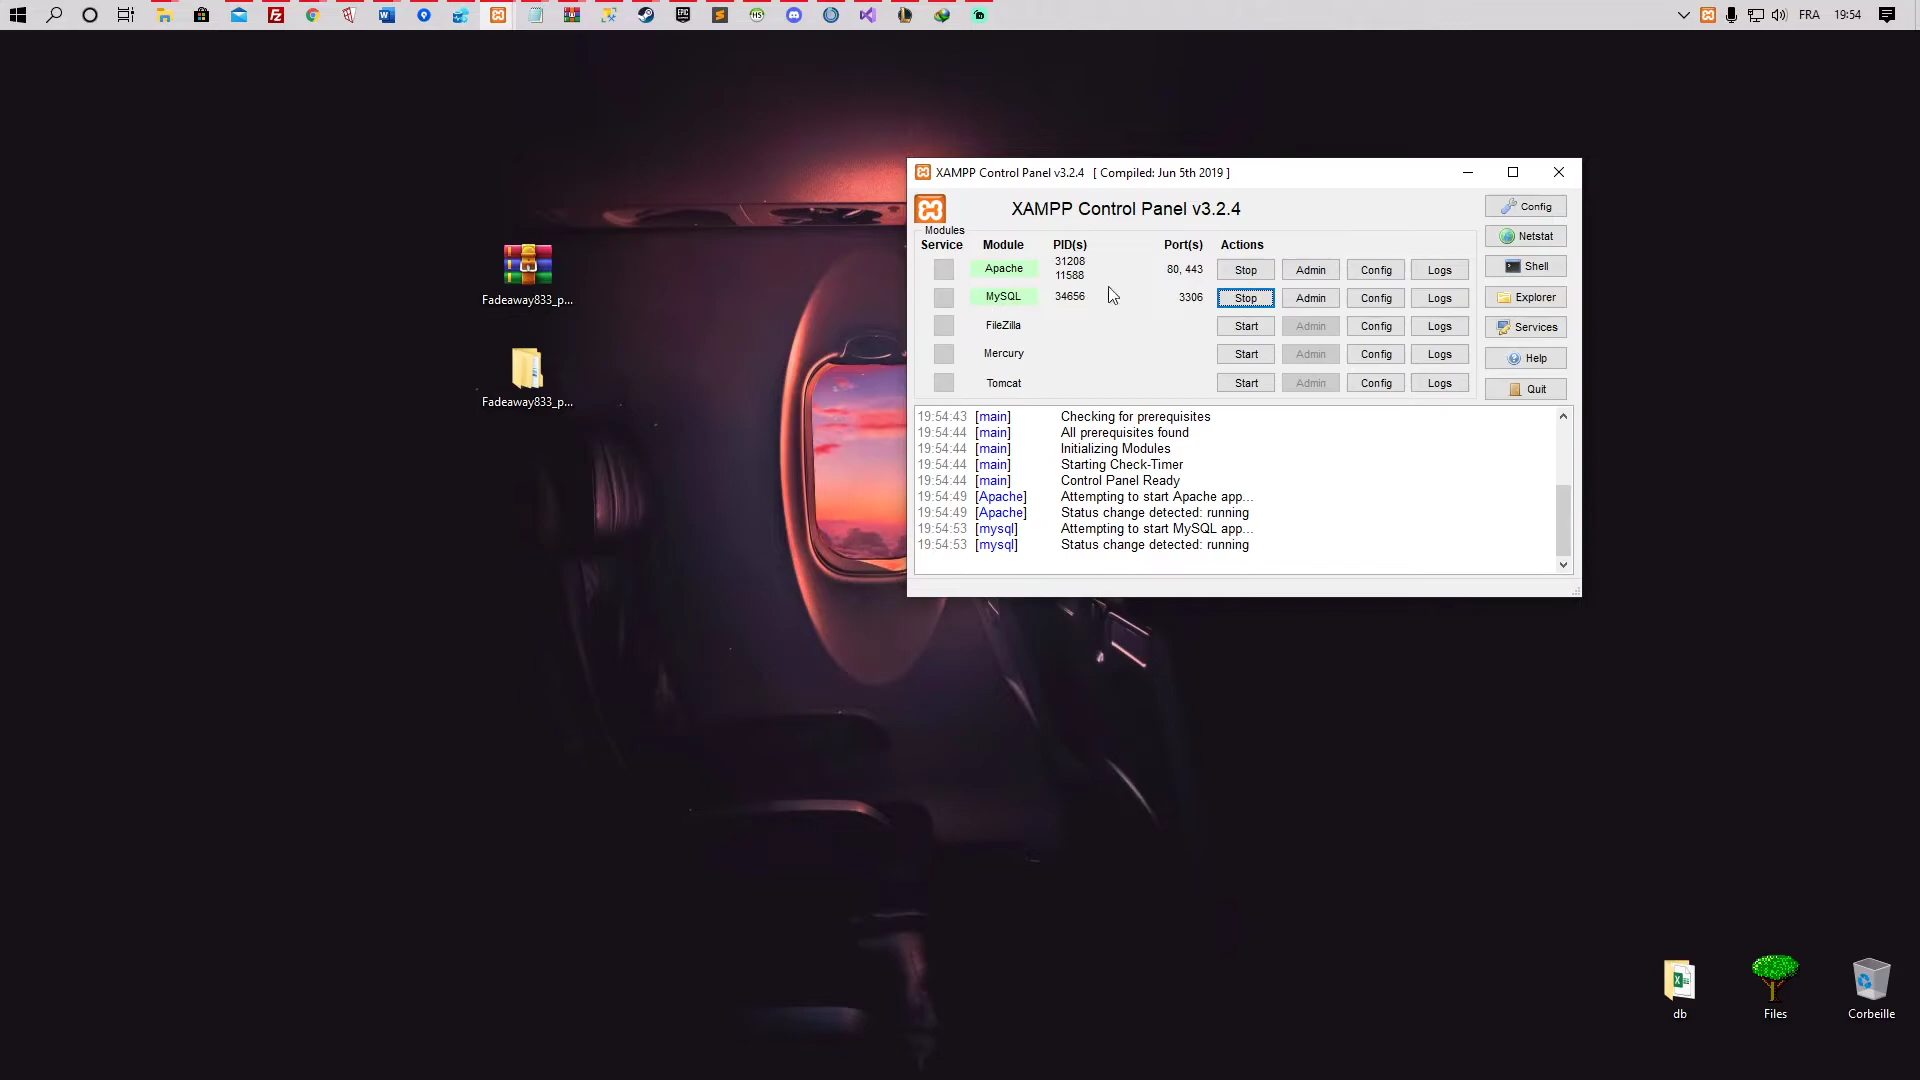 FRA 19:54
XAMPP Control Panel v3.2.4 [ Compiled: Jun 5th 2019 ]
XAMPP Control Panel v3.2.4
Config
Modules
Service Module PID(s) Port(s) Actions
Netstat
Apache 31208 11588 80, 443 Stop Admin Config Logs
Shell
MySQL 34656 3306 Stop Admin Config Logs
Explorer
FileZilla Start Admin Config Logs
Services
Mercury Start Admin Config Logs
Help
Tomcat Start Admin Config Logs
Quit
19:54:43 [main] Checking for prerequisites
19:54:44 [main] All prerequisites found
19:54:44 [main] Initializing Modules
19:54:44 [main] Starting Check-Timer
19:54:44 [main] Control Panel Ready
19:54:49 [Apache] Attempting to start Apache app...
19:54:49 [Apache] Status change detected: running
19:54:53 [mysql] Attempting to start MySQL app...
19:54:53 [mysql] Status change detected: running
Fadeaway833_p...
Fadeaway833_p...
db
Files
Corbeille